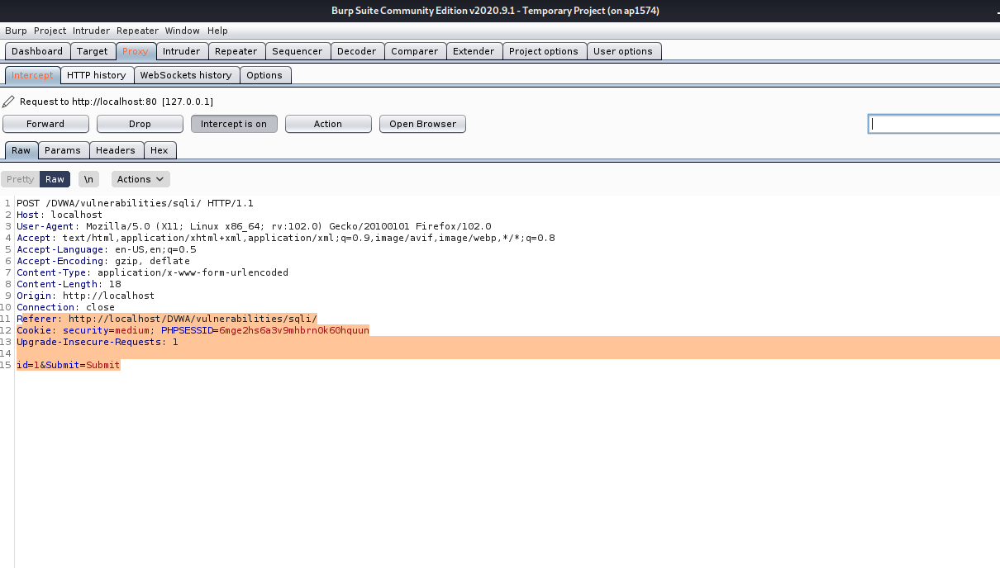 Burp Suite Community Edition v2020.9.1 - Temporary Project (on ap1574)
Burp Project Intruder Repeater Window Help
Dashboard Target Proxy Intruder Repeater Sequencer Decoder Comparer Extender Project options User options
Intercept HTTP history WebSockets history Options
Request to http://localhost:80 [127.0.0.1]
Forward Drop Intercept is on Action Open Browser
Raw Params Headers Hex
Pretty Raw \n Actions
1 POST /DVWA/vulnerabilities/sqli/ HTTP/1.1
2 Host: localhost
3 User-Agent: Mozilla/5.0 (X11; Linux x86_64; rv:102.0) Gecko/20100101 Firefox/102.0
4 Accept: text/html,application/xhtml+xml,application/xml;q=0.9,image/avif,image/webp,*/*;q=0.8
5 Accept-Language: en-US,en;q=0.5
6 Accept-Encoding: gzip, deflate
7 Content-Type: application/x-www-form-urlencoded
8 Content-Length: 18
9 Origin: http://localhost
10 Connection: close
11 Referer: http://localhost/DVWA/vulnerabilities/sqli/
12 Cookie: security=medium; PHPSESSID=6mge2hs6a3v9mhbrn0k60hquun
13 Upgrade-Insecure-Requests: 1
14
15 id=1&Submit=Submit